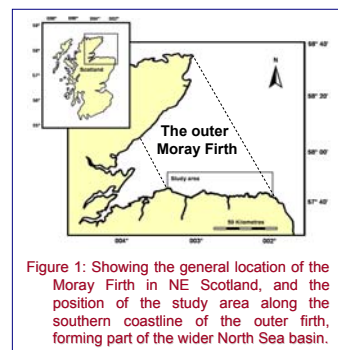 Scotland
N
58° 40'
58° 20'
The outer
Moray Firth
58° 00'
Study area
57° 40'
50 Kilometres
004°
003°
002°
Figure 1: Showing the general location of the
Moray Firth in NE Scotland, and the
position of the study area along the
southern coastline of the outer firth,
forming part of the wider North Sea basin.